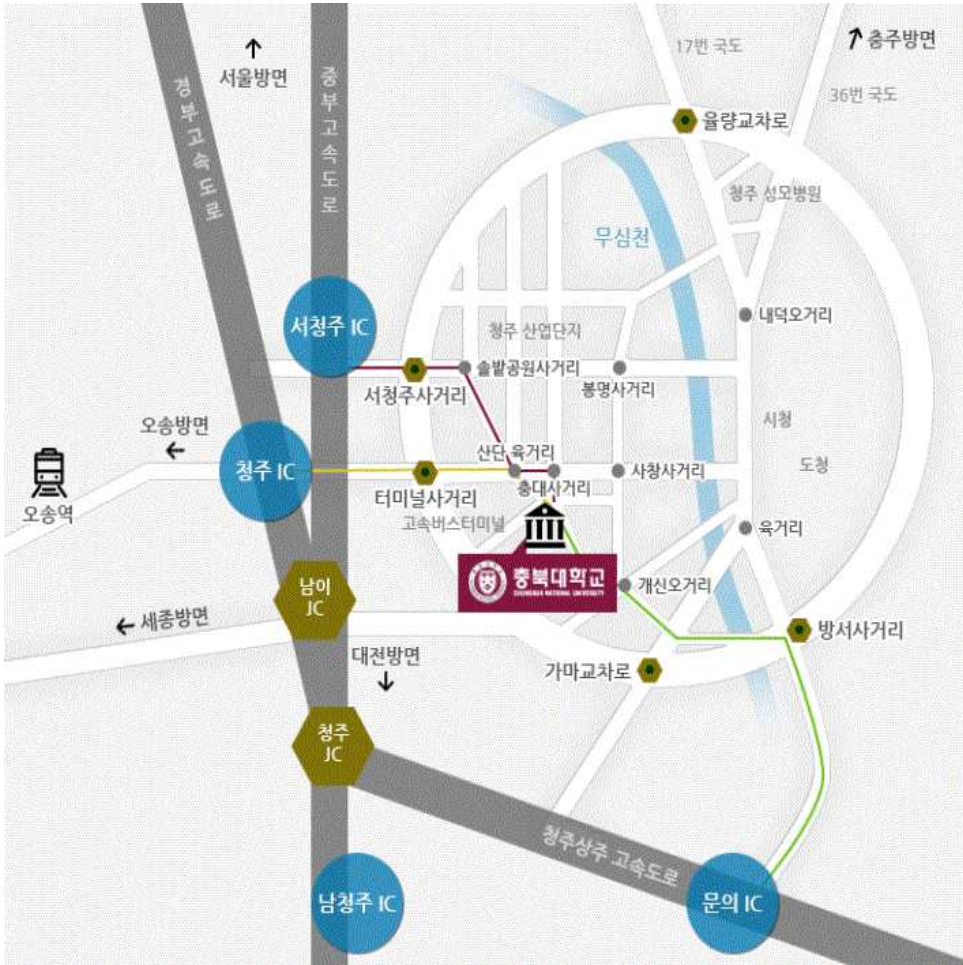 17번 국도
충주방면
서울방면
36번 국도
경부고속도로
중부고속도로
율량교차로
청주 성모병원
무심천
서청주 IC
내덕오거리
청주 산업단지
솔밭공원사거리
서청주사거리
봉명사거리
오송방면
시청
산단 육거리
청주 IC
사창사거리
도청
오송역
터미널사거리
충대사거리
고속버스터미널
육거리
충북대학교
CHUNGBUK NATIONAL UNIVERSITY
개신오거리
남이
JC
세종방면
방서사거리
대전방면
가마교차로
청주
JC
청주상주 고속도로
남청주 IC
문의 IC